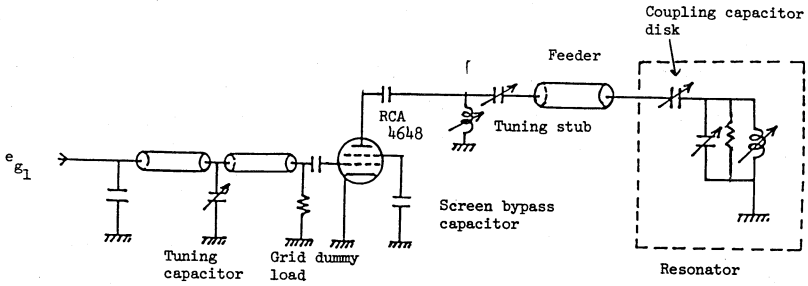 Coupling capacitor
disk
Feeder
RCA
4648
Tuning stub
e g1
Screen bypass
capacitor
Tuning
capacitor
Grid dummy
load
Resonator